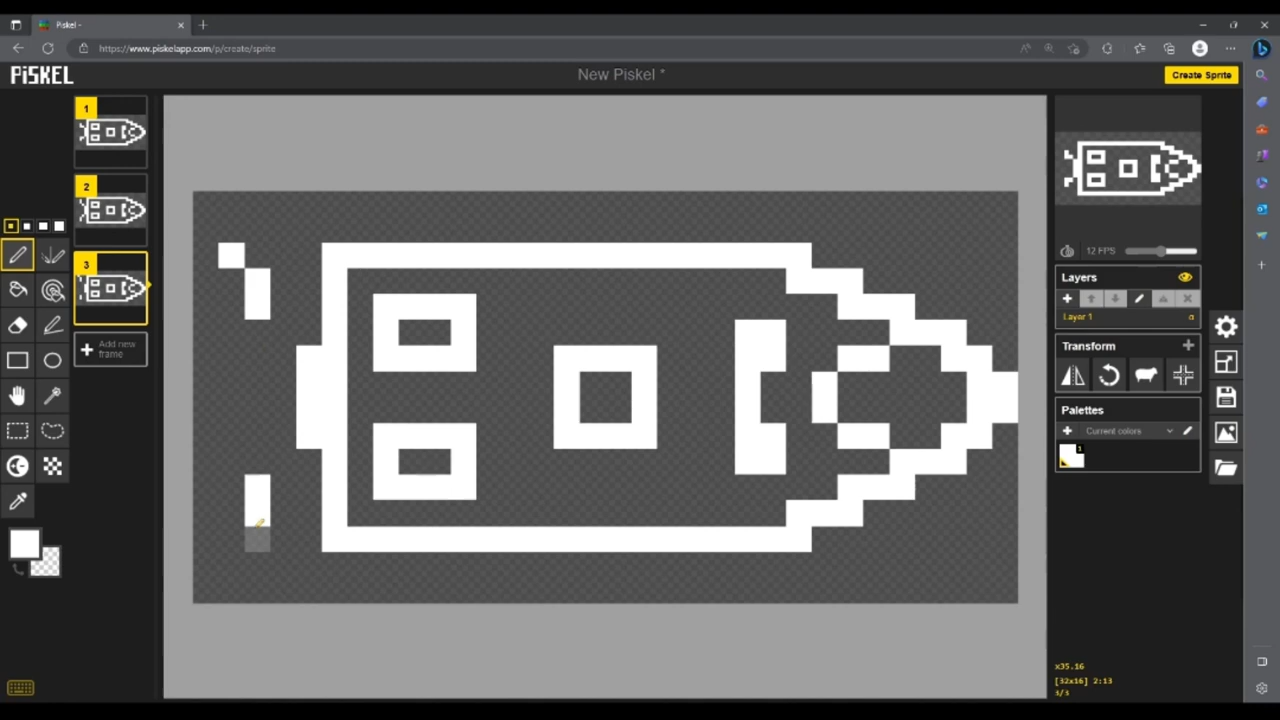 Piskel -
https://www.piskelapp.com/p/create/sprite
PiSKEL
New Piskel *
Create Sprite
1
2
3
Add new
frame
12 FPS
Layers
Layer 1
α
Transform
Palettes
Current colors
1
x35.16
[32x16] 2:13
3/3